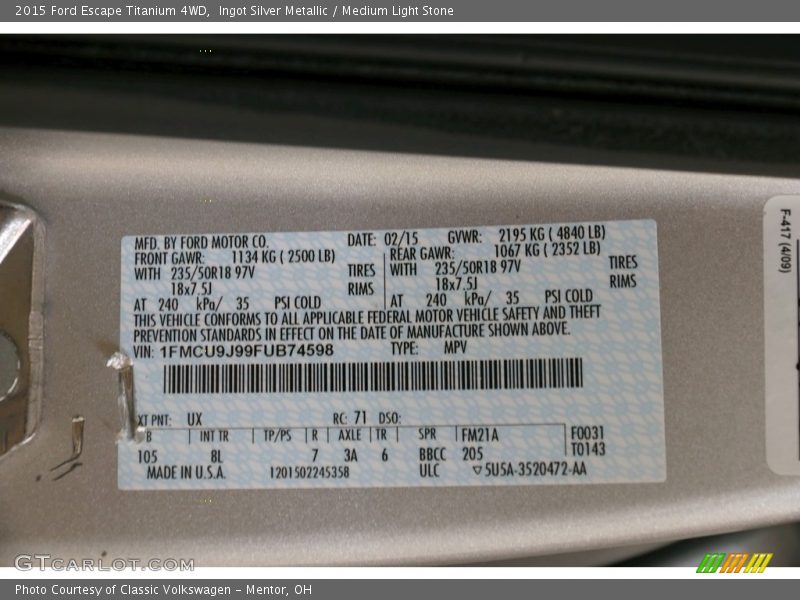 2015 Ford Escape Titanium 4WD, Ingot Silver Metallic / Medium Light Stone
MFD. BY FORD MOTOR CO. DATE: 02/15 GVWR: 2195 KG ( 4840 LB)
FRONT GAWR: 1134 KG ( 2500 LB) REAR GAWR: 1067 KG ( 2352 LB)
WITH 235/50R18 97V TIRES WITH 235/50R18 97V TIRES
18x7.5J RIMS 18x7.5J RIMS
AT 240 kPa/ 35 PSI COLD AT 240 kPa/ 35 PSI COLD
THIS VEHICLE CONFORMS TO ALL APPLICABLE FEDERAL MOTOR VEHICLE SAFETY AND THEFT
PREVENTION STANDARDS IN EFFECT ON THE DATE OF MANUFACTURE SHOWN ABOVE.
VIN: 1FMCU9J99FUB74598 TYPE: MPV
XT PNT: UX RC: 71 DSO:
B INT TR TP/PS R AXLE TR SPR FM21A F0031
105 8L 7 3A 6 BBCC 205 T0143
MADE IN U.S.A. 1201502245358 ULC ▽5U5A-3520472-AA
F-417 (4/09)
GTCarLot.com
Photo Courtesy of Classic Volkswagen - Mentor, OH